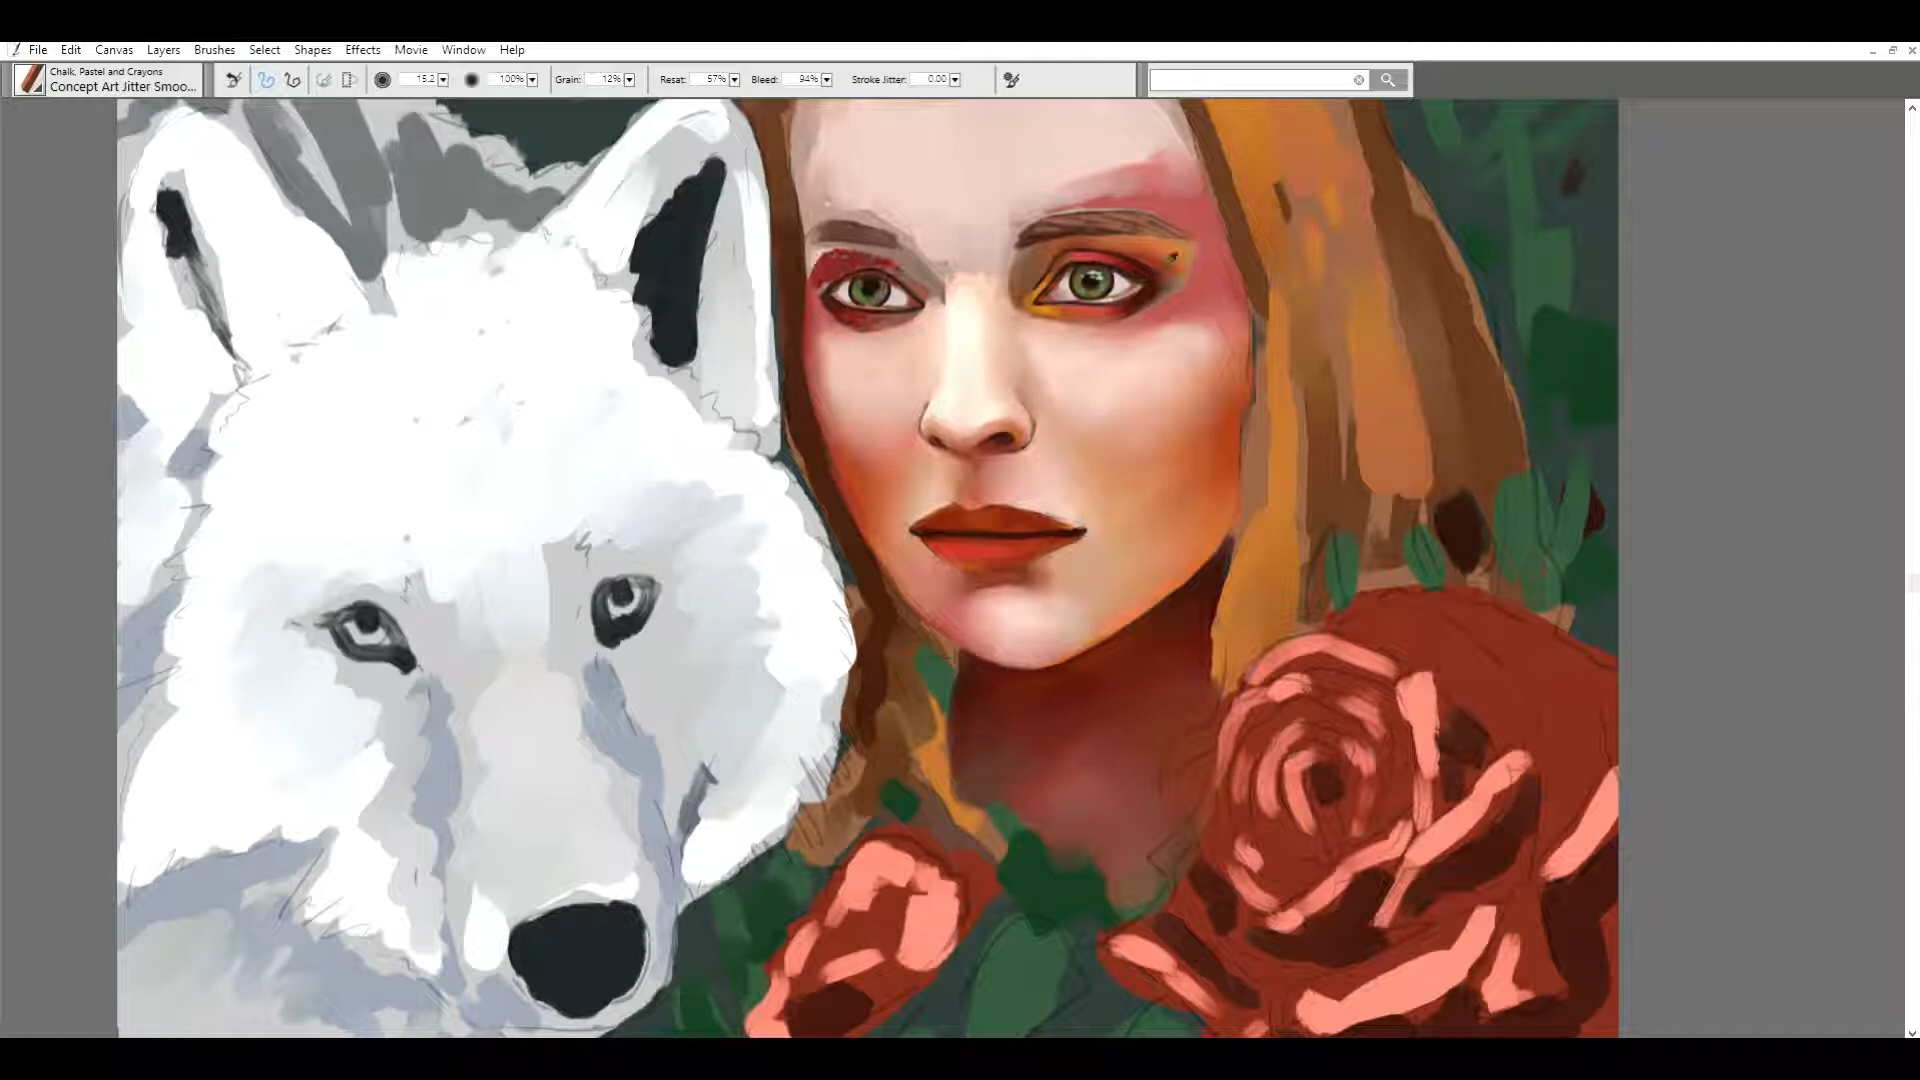 File Edit Canvas Layers Brushes Select Shapes Effects Movie Window Help
Chalk, Pastel and Crayons
Concept Art Jitter Smoo...
15.2 100% Grain: 12% Resat: 57% Bleed: 94% Stroke Jitter: 0.00